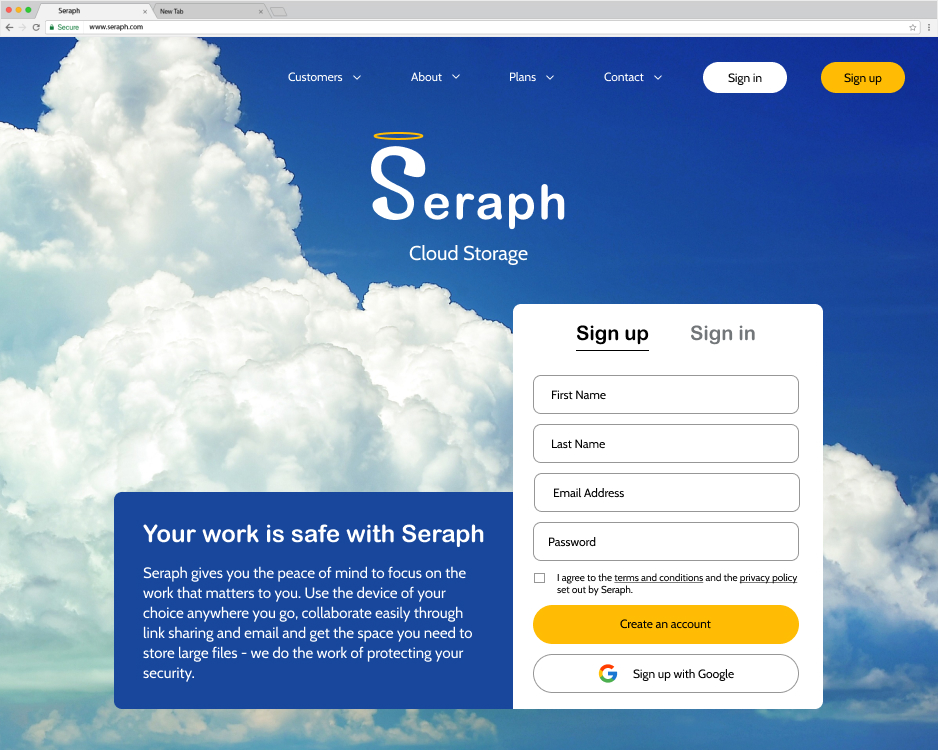 Seraph
New Tab
Secure www.seraph.com
Customers About Plans Contact Sign in Sign up
Seraph
Cloud Storage
Sign up Sign in
First Name
Last Name
Email Address
Password
I agree to the terms and conditions and the privacy policy
set out by Seraph.
Create an account
Sign up with Google
Your work is safe with Seraph
Seraph gives you the peace of mind to focus on the
work that matters to you. Use the device of your
choice anywhere you go, collaborate easily through
link sharing and email and get the space you need to
store large files - we do the work of protecting your
security.